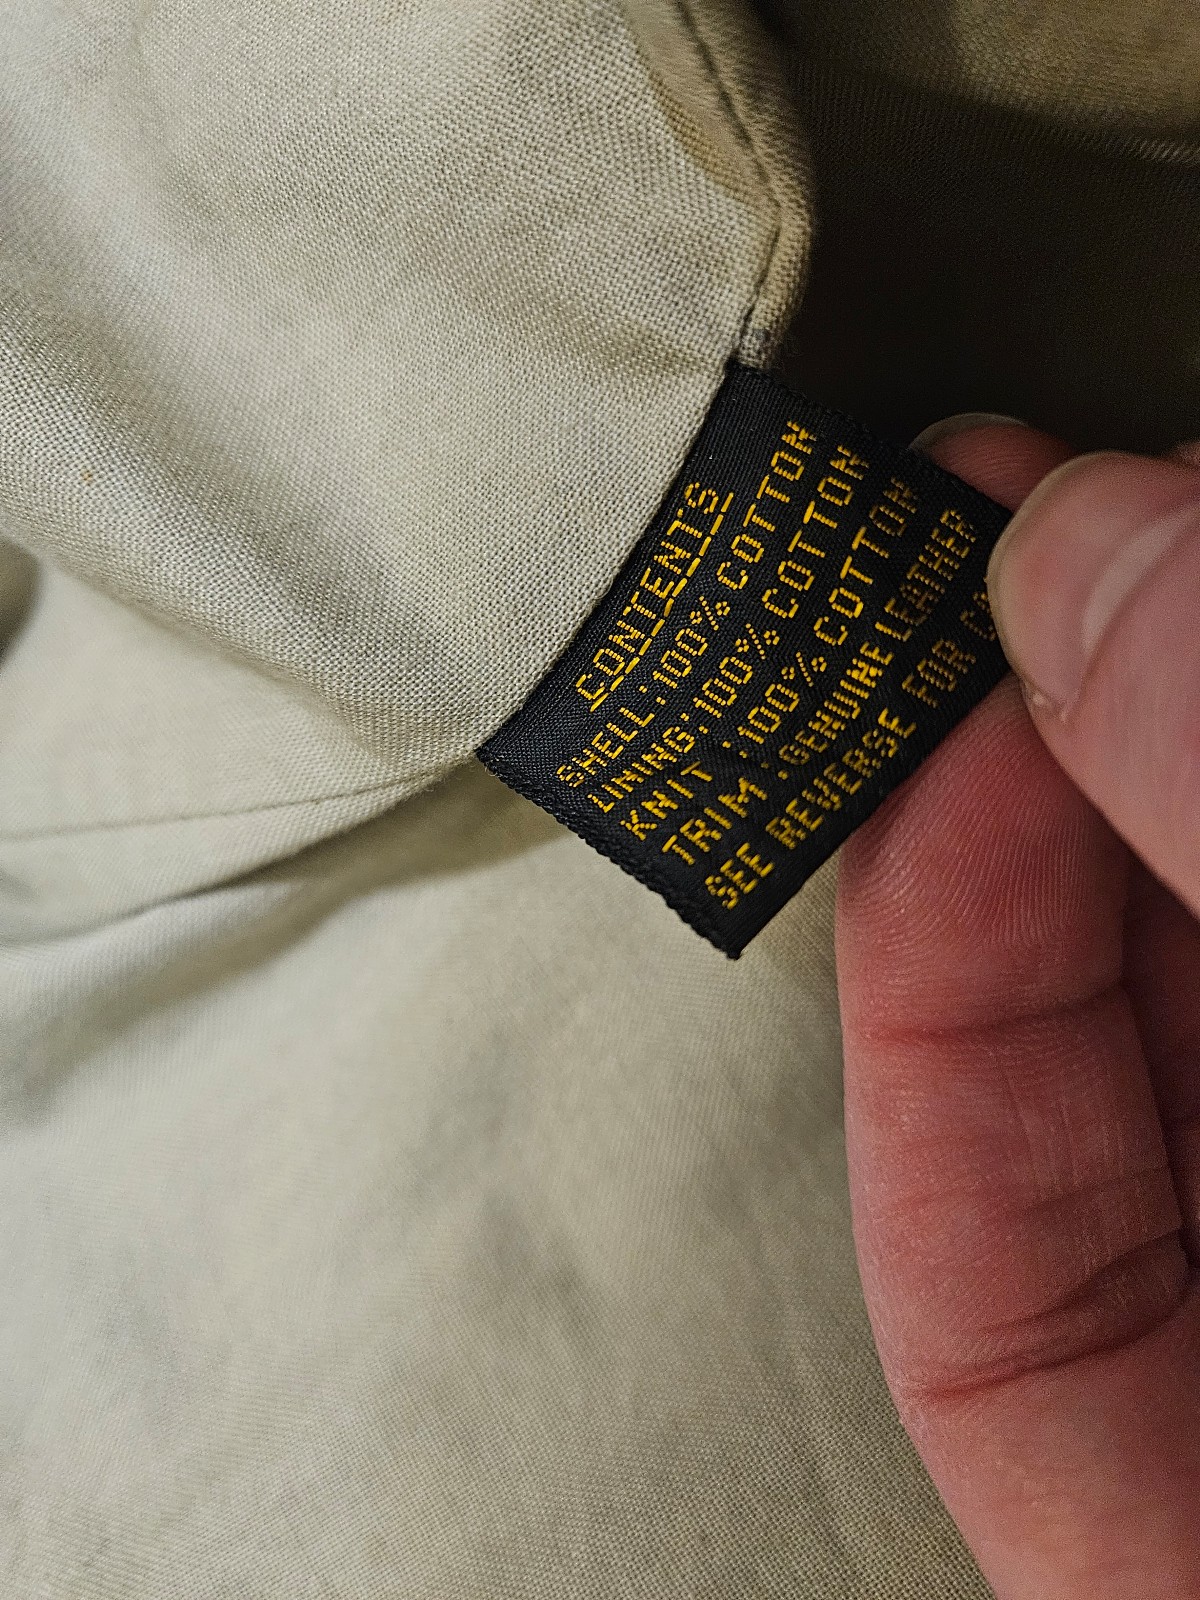 CONTENTS
SHELL:100% COTTON
LINING:100% COTTON
KNIT :100% COTTON
TRIM :GENUINE LEATHER
SEE REVERSE FOR